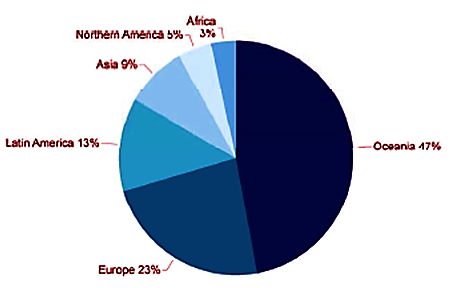 Africa
3%
Northern America 5%
Asia 9%
Latin America 13%
Oceania 47%
Europe 23%